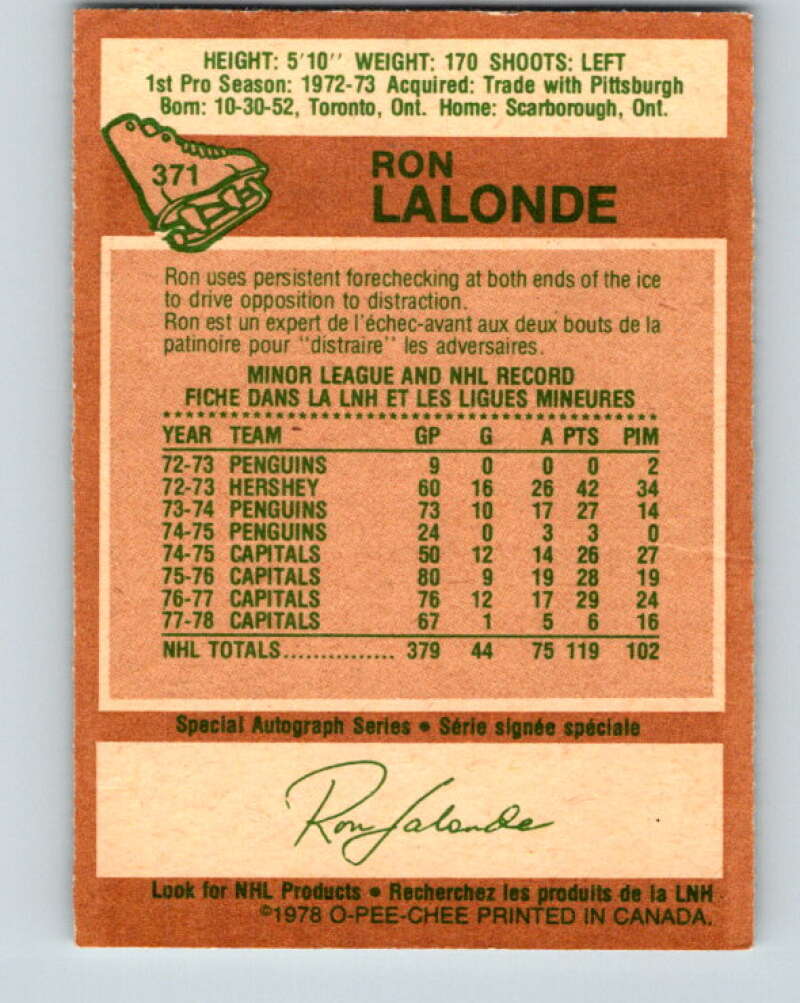 HEIGHT: 5'10'' WEIGHT: 170 SHOOTS: LEFT
1st Pro Season: 1972-73 Acquired: Trade with Pittsburgh
Born: 10-30-52, Toronto, Ont. Home: Scarborough, Ont.
371
RON
LALONDE
Ron uses persistent forechecking at both ends of the ice
to drive opposition to distraction.
Ron est un expert de l'échec-avant aux deux bouts de la
patinoire pour ''distraire'' les adversaires.
MINOR LEAGUE AND NHL RECORD
FICHE DANS LA LNH ET LES LIGUES MINEURES
YEAR TEAM GP G A PTS PIM
72-73 PENGUINS 9 0 0 0 2
72-73 HERSHEY 60 16 26 42 34
73-74 PENGUINS 73 10 17 27 14
74-75 PENGUINS 24 0 3 3 0
74-75 CAPITALS 50 12 14 26 27
75-76 CAPITALS 80 9 19 28 19
76-77 CAPITALS 76 12 17 29 24
77-78 CAPITALS 67 1 5 6 16
NHL TOTALS............... 379 44 75 119 102
Special Autograph Series • Série signée spéciale
Ron Lalonde
Look for NHL Products • Recherchez les produits de la LNH
©1978 O-PEE-CHEE PRINTED IN CANADA.